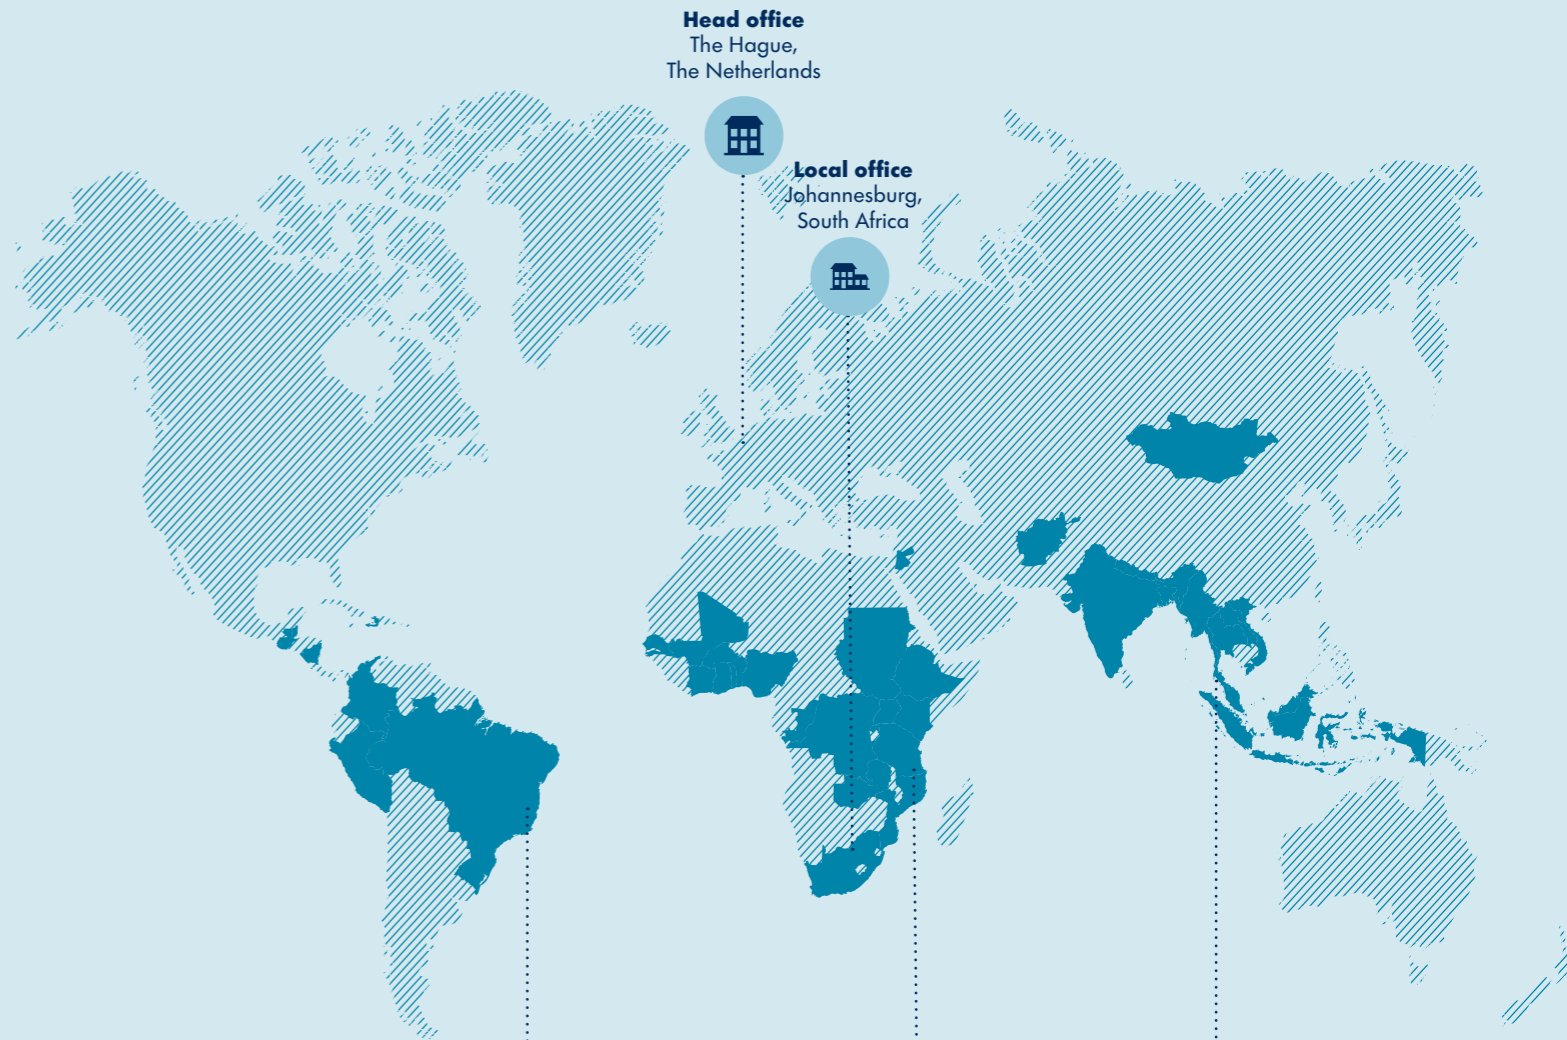 Head office
The Hague,
The Netherlands
Local office
Johannesburg,
South Africa